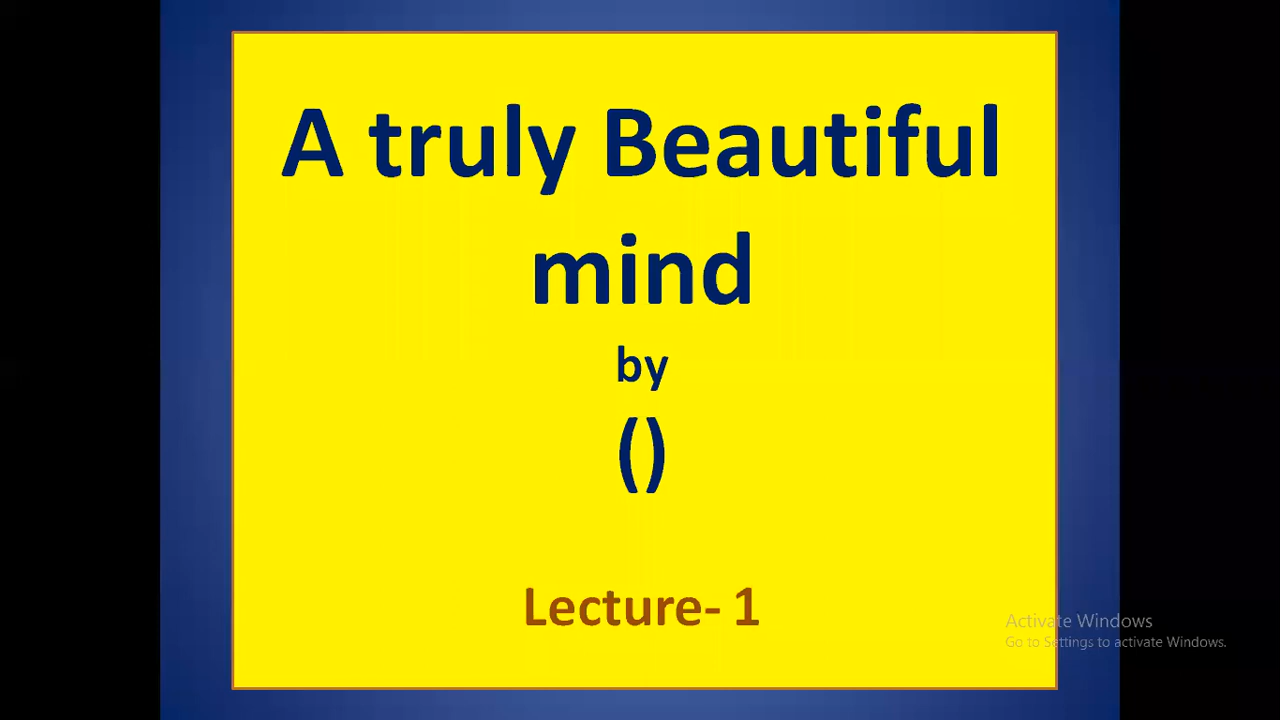 A truly Beautiful
mind
by
()
Lecture- 1
Activate Windows
Go to Settings to activate Windows.